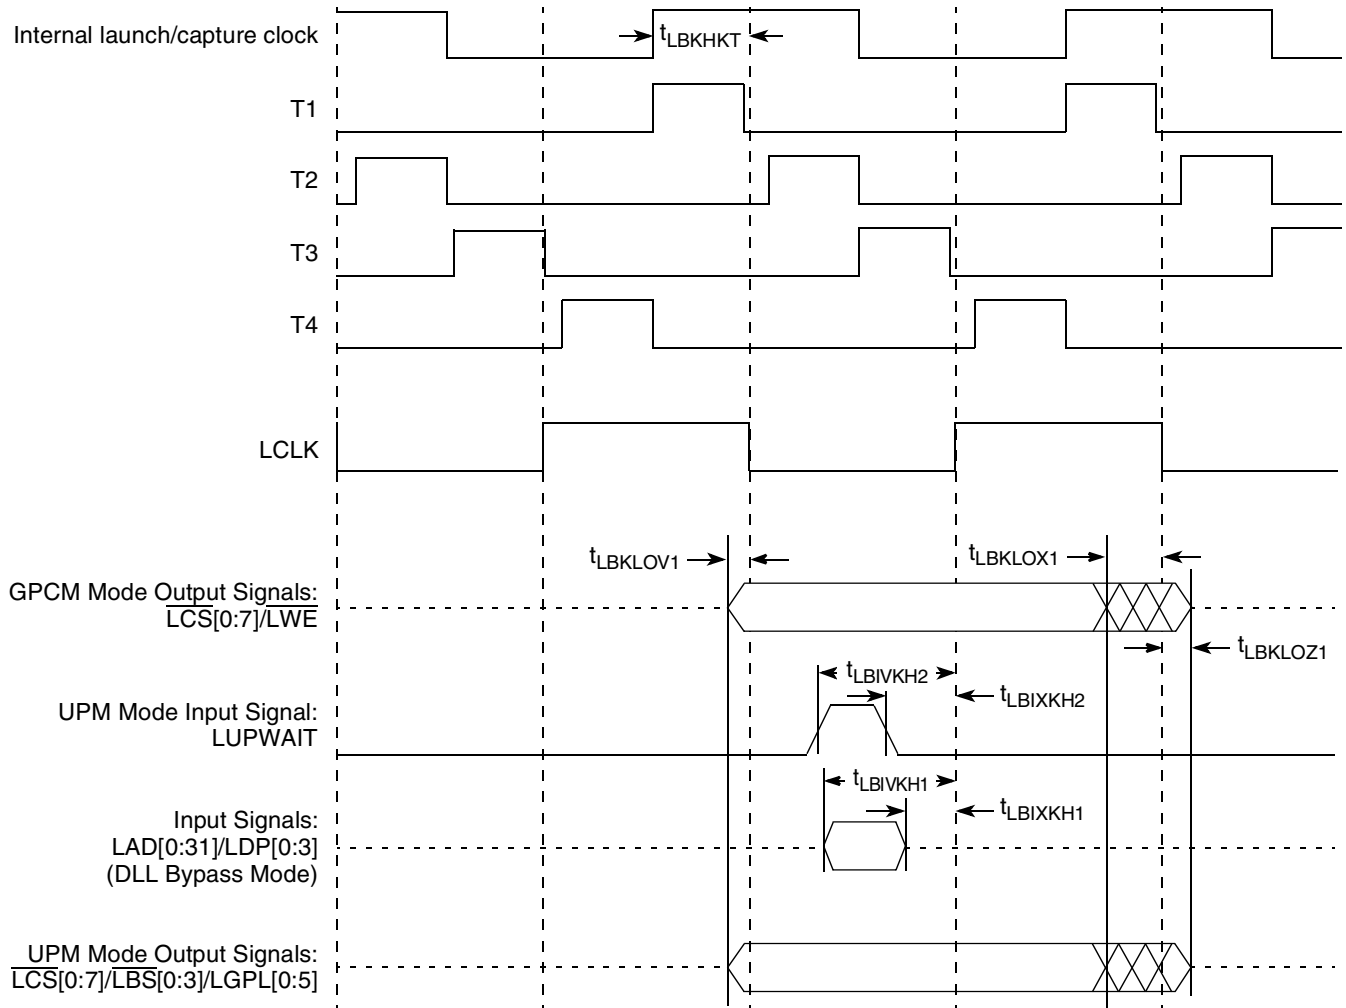 Internal launch/capture clock
tLBKHKT
T1
T2
T3
T4
LCLK
tLBKLOV1
tLBKLOX1
GPCM Mode Output Signals:
LCS[0:7]/LWE
tLBKLOZ1
tLBIVKH2
tLBIXKH2
UPM Mode Input Signal:
LUPWAIT
tLBIVKH1
tLBIXKH1
Input Signals:
LAD[0:31]/LDP[0:3]
(DLL Bypass Mode)
UPM Mode Output Signals:
LCS[0:7]/LBS[0:3]/LGPL[0:5]